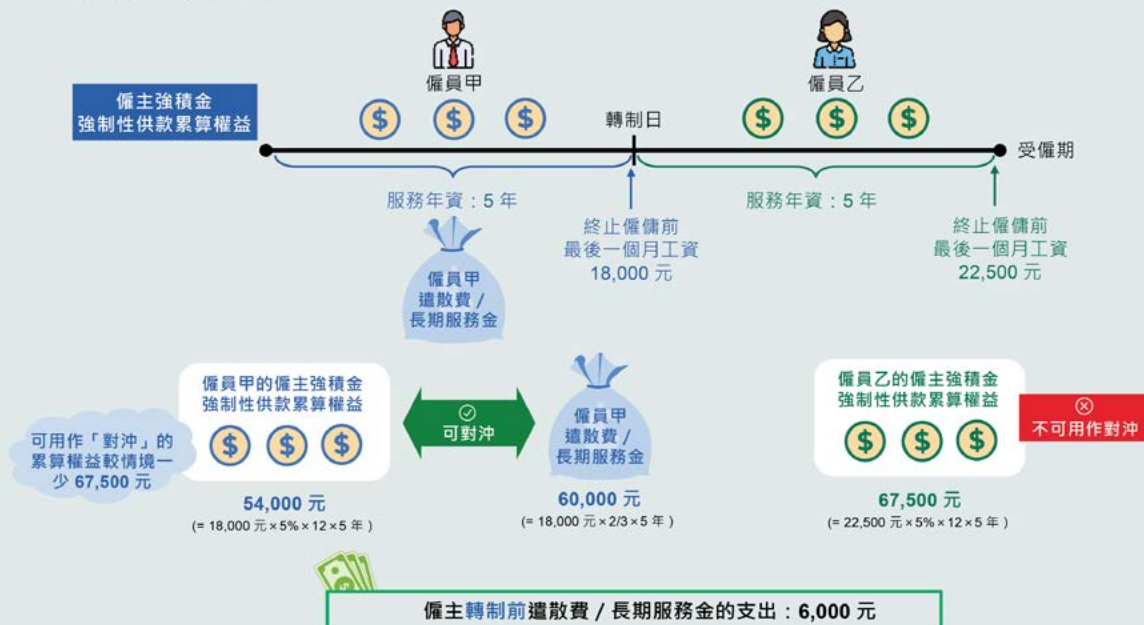 僱員甲
僱員乙
僱主強積金
強制性供款累算權益
$ $ $
轉制日
$ $ $
受僱期
服務年資：5 年
終止僱傭前
最後一個月工資
18,000 元
服務年資：5 年
終止僱傭前
最後一個月工資
22,500 元
僱員甲
遣散費 /
長期服務金
可用作「對沖」的
累算權益較情境一
少 67,500 元
僱員甲的僱主強積金
強制性供款累算權益
$ $ $
54,000 元
(= 18,000 元 × 5% × 12 × 5 年 )
可對沖
僱員甲
遣散費 /
長期服務金
60,000 元
(= 18,000 元 × 2/3 × 5 年 )
僱員乙的僱主強積金
強制性供款累算權益
$ $ $
67,500 元
(= 22,500 元 × 5% × 12 × 5 年 )
不可用作對沖
僱主轉制前遣散費 / 長期服務金的支出：6,000 元